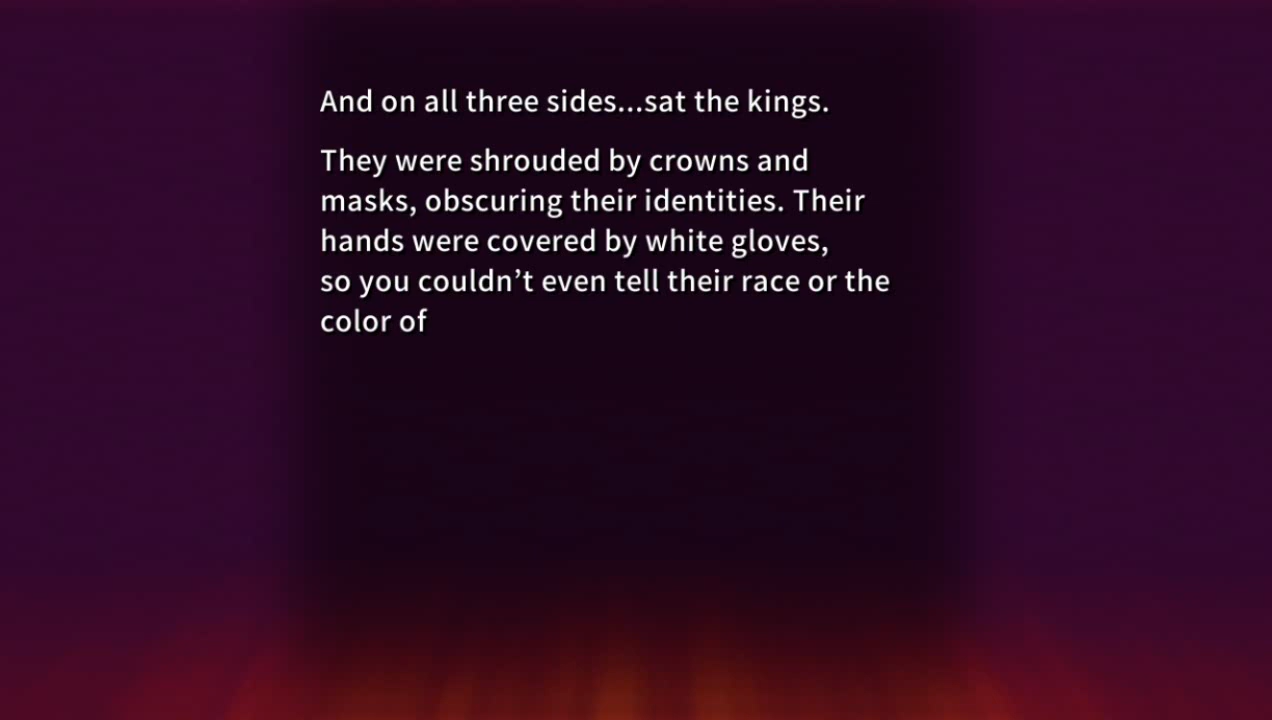 And on all three sides...sat the kings.
They were shrouded by crowns and
masks, obscuring their identities. Their
hands were covered by white gloves,
so you couldn’t even tell their race or the
color of